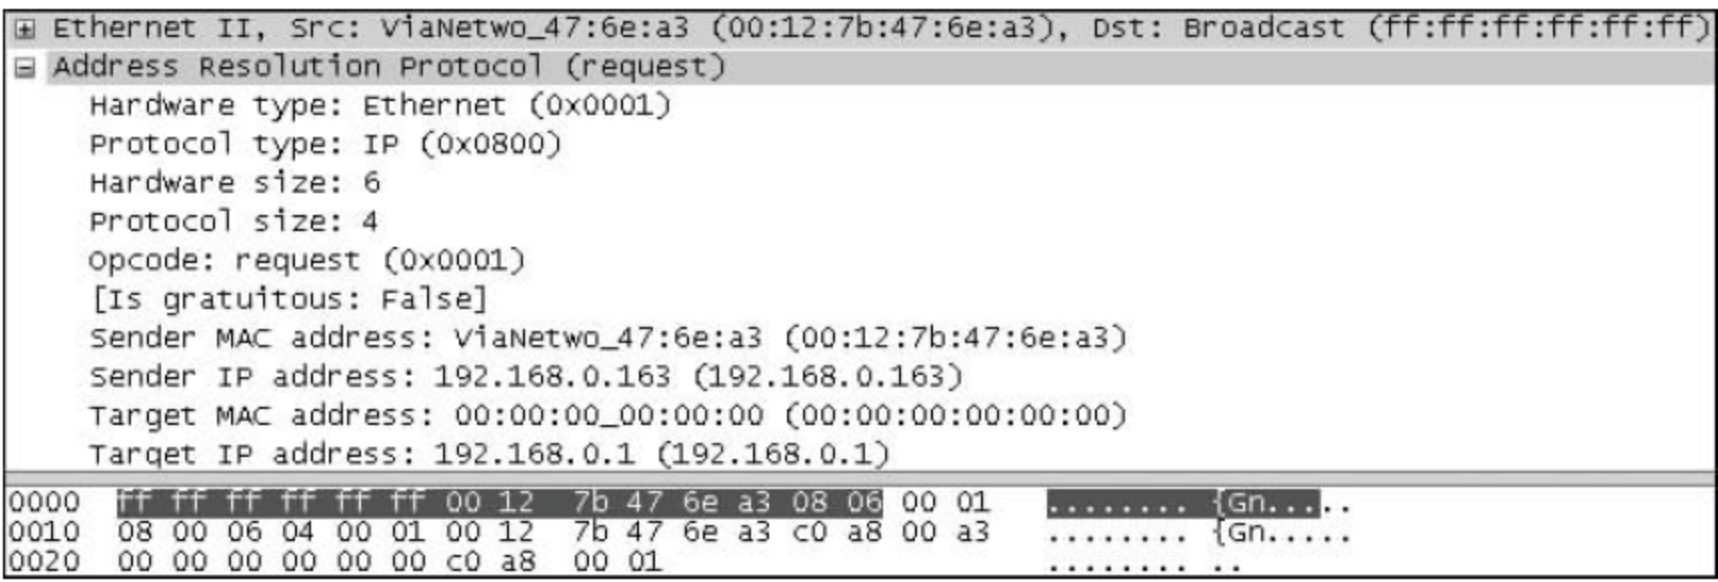 Ethernet II, Src: ViaNetwo_47:6e:a3 (00:12:7b:47:6e:a3), Dst: Broadcast (ff:ff:ff:ff:ff:ff)
Address Resolution Protocol (request)
Hardware type: Ethernet (0x0001)
Protocol type: IP (0x0800)
Hardware size: 6
Protocol size: 4
Opcode: request (0x0001)
[Is gratuitous: False]
Sender MAC address: ViaNetwo_47:6e:a3 (00:12:7b:47:6e:a3)
Sender IP address: 192.168.0.163 (192.168.0.163)
Target MAC address: 00:00:00_00:00:00 (00:00:00:00:00:00)
Target IP address: 192.168.0.1 (192.168.0.1)
0000 ff ff ff ff ff ff 00 12 7b 47 6e a3 08 06 00 01 ........ {Gn.....
0010 08 00 06 04 00 01 00 12 7b 47 6e a3 c0 a8 00 a3 ........ {Gn.....
0020 00 00 00 00 00 00 c0 a8 00 01 ........ ..